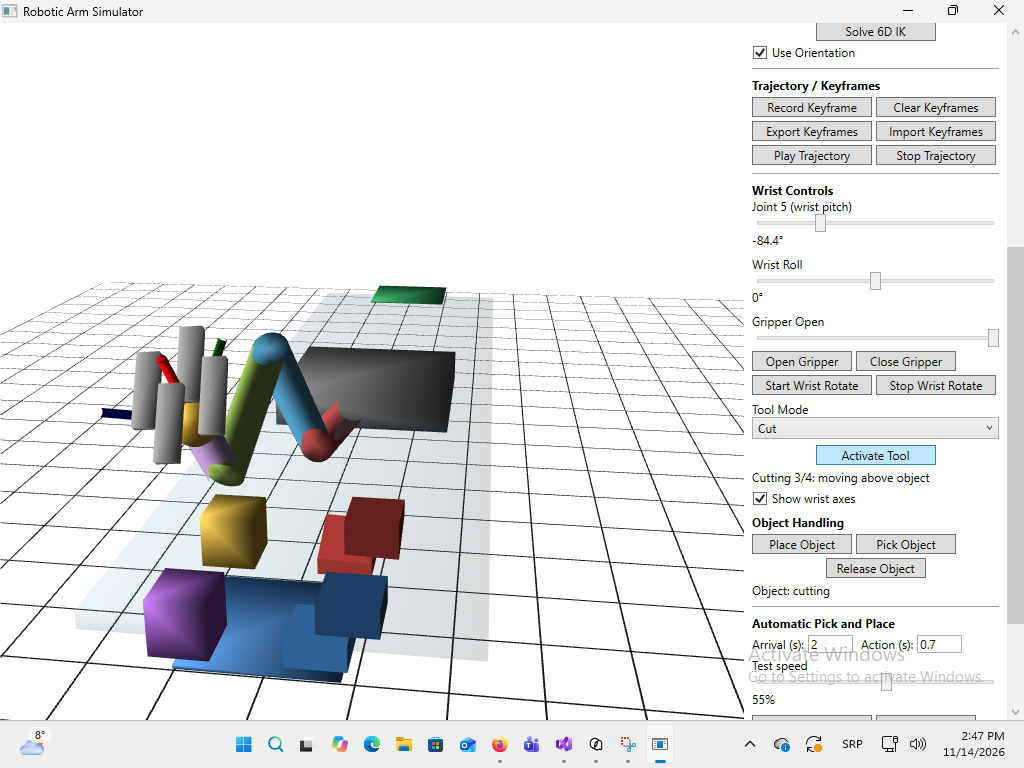 Robotic Arm Simulator
Solve 6D IK
Use Orientation
Trajectory / Keyframes
Record Keyframe Clear Keyframes
Export Keyframes Import Keyframes
Play Trajectory Stop Trajectory
Wrist Controls
Joint 5 (wrist pitch)
-84.4°
Wrist Roll
0°
Gripper Open
Open Gripper Close Gripper
Start Wrist Rotate Stop Wrist Rotate
Tool Mode
Cut
Activate Tool
Cutting 3/4: moving above object
Show wrist axes
Object Handling
Place Object Pick Object
Release Object
Object: cutting
Automatic Pick and Place
Arrival (s): 2 Action (s): 0.7
Activate Windows
Test speed
Go to Settings to activate Windows.
55%
8°
SRP
2:47 PM
11/14/2026